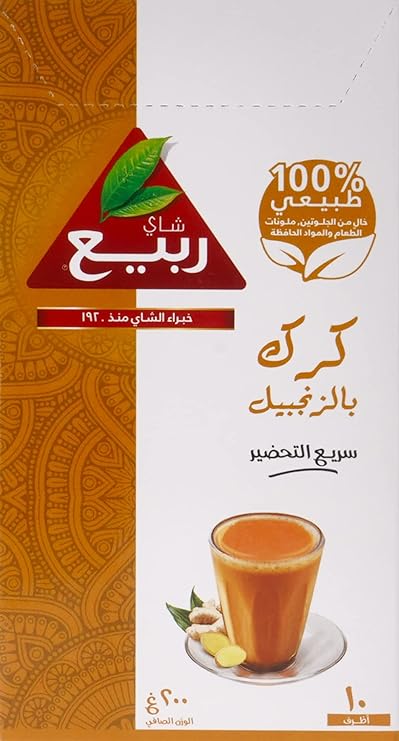 شاي
ربيع
خبراء الشاي منذ ١٩٢٠
100%
طبيعي
خال من الجلوتين، ملونات
الطعام والمواد الحافظة
كرك
بالزنجبيل
سريع التحضير
٢٠٠ غ
الوزن الصافي
١٠
أظرف